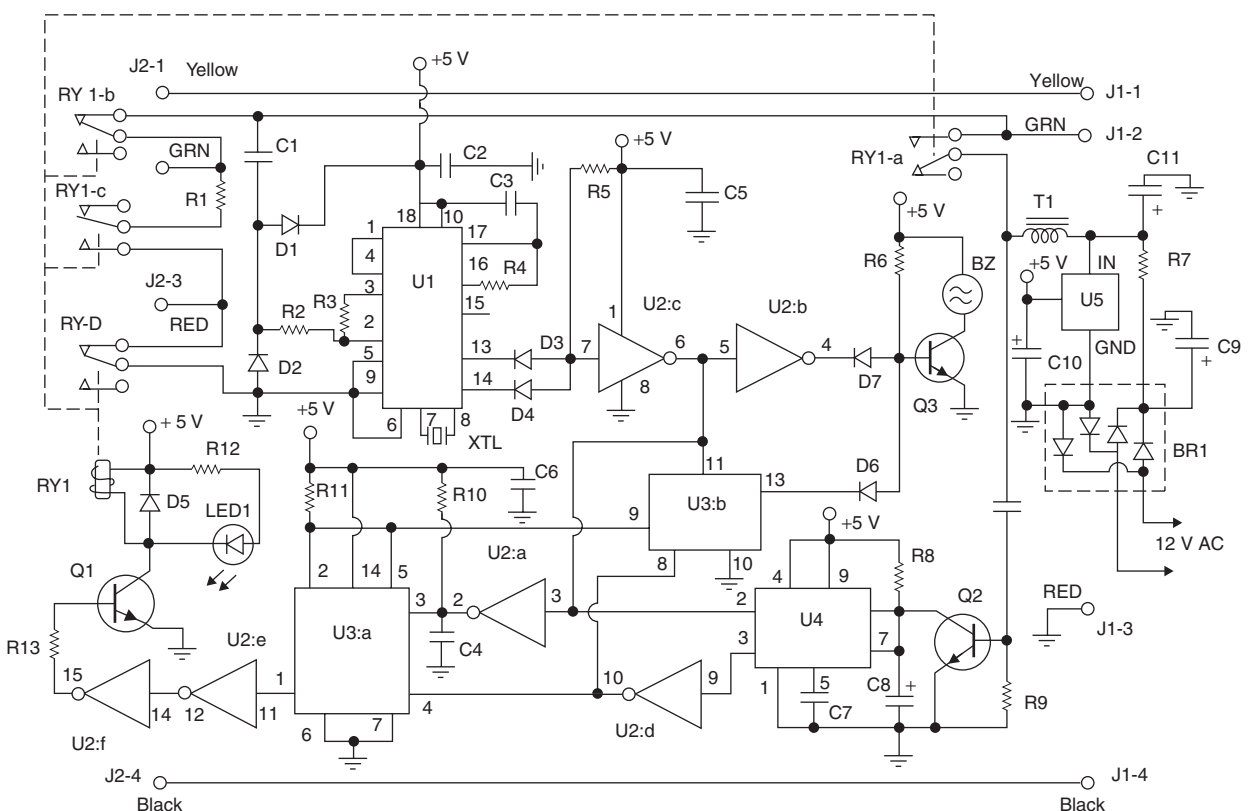 +5 V
J2-1
Yellow
Yellow
J1-1
RY 1-b
GRN
J1-2
+5 V
C1
C2
RY1-a
C11
GRN
RY1-c
R1
C3
R5
C5
+5 V
T1
D1
1
18
10
17
4
U1
16
R4
R6
BZ
+5 V
IN
R7
J2-3
RED
R3
3
15
1
U2:c
U2:b
U5
R2
2
RY-D
D2
5
9
13
D3
7
6
5
4
C10
GND
C9
14
D4
8
D7
Q3
6
7
8
XTL
+5 V
+ 5 V
R12
C6
BR1
RY1
D5
LED1
R11
R10
11
13
D6
U3:b
9
+5 V
12 V AC
Q1
U2:a
8
10
R8
2
14
5
4
9
Q2
RED
3
2
3
2
J1-3
U3:a
U4
R13
U2:e
C4
3
7
15
1
10
9
C8
+
1
5
R9
14
12
11
4
C7
6
7
U2:f
U2:d
J2-4
J1-4
Black
Black
+
+
+